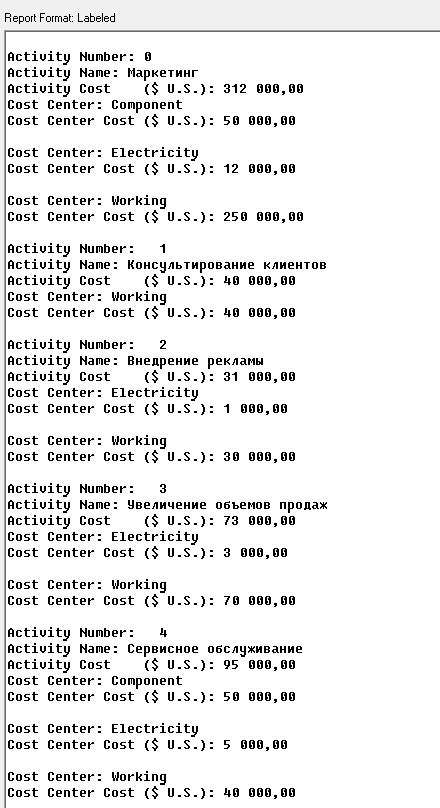 Report Format: Labeled
Activity Number: 0
Activity Name: Маркетинг
Activity Cost    ($ U.S.): 312 000,00
Cost Center: Component
Cost Center Cost ($ U.S.): 50 000,00
Cost Center: Electricity
Cost Center Cost ($ U.S.): 12 000,00
Cost Center: Working
Cost Center Cost ($ U.S.): 250 000,00
Activity Number:   1
Activity Name: Консультирование клиентов
Activity Cost    ($ U.S.): 40 000,00
Cost Center: Working
Cost Center Cost ($ U.S.): 40 000,00
Activity Number:   2
Activity Name: Внедрение рекламы
Activity Cost    ($ U.S.): 31 000,00
Cost Center: Electricity
Cost Center Cost ($ U.S.): 1 000,00
Cost Center: Working
Cost Center Cost ($ U.S.): 30 000,00
Activity Number:   3
Activity Name: Увеличение объемов продаж
Activity Cost    ($ U.S.): 73 000,00
Cost Center: Electricity
Cost Center Cost ($ U.S.): 3 000,00
Cost Center: Working
Cost Center Cost ($ U.S.): 70 000,00
Activity Number:   4
Activity Name: Сервисное обслуживание
Activity Cost    ($ U.S.): 95 000,00
Cost Center: Component
Cost Center Cost ($ U.S.): 50 000,00
Cost Center: Electricity
Cost Center Cost ($ U.S.): 5 000,00
Cost Center: Working
Cost Center Cost ($ U.S.): 40 000,00